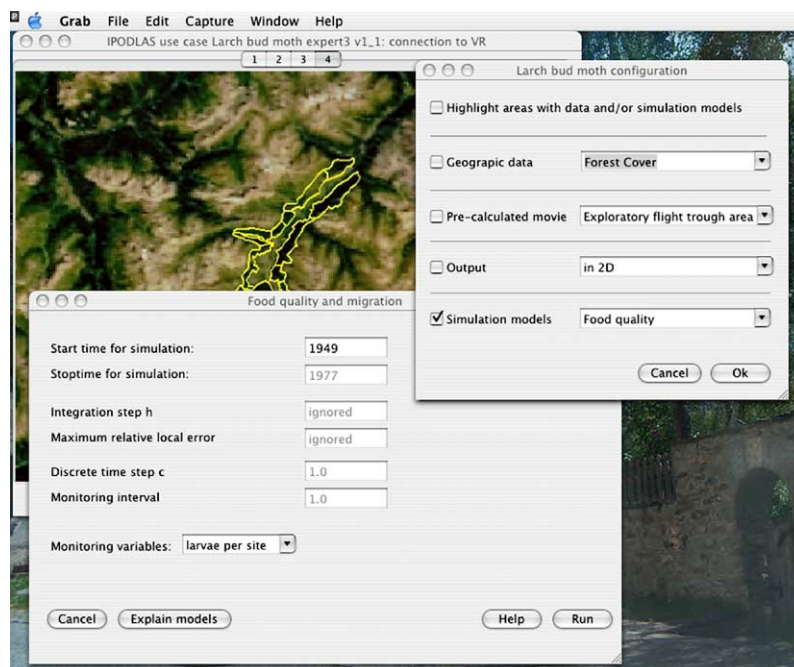 Grab File Edit Capture Window Help
IPODLAS use case Larch bud moth expert3 v1_1: connection to VR
1 2 3 4
Larch bud moth configuration
Highlight areas with data and/or simulation models
Geograpic data Forest Cover
Pre-calculated movie Exploratory flight trough area
Output in 2D
Simulation models Food quality
Cancel Ok
Food quality and migration
Start time for simulation: 1949
Stoptime for simulation: 1977
Integration step h ignored
Maximum relative local error ignored
Discrete time step c 1.0
Monitoring interval 1.0
Monitoring variables: larvae per site
Cancel Explain models Help Run